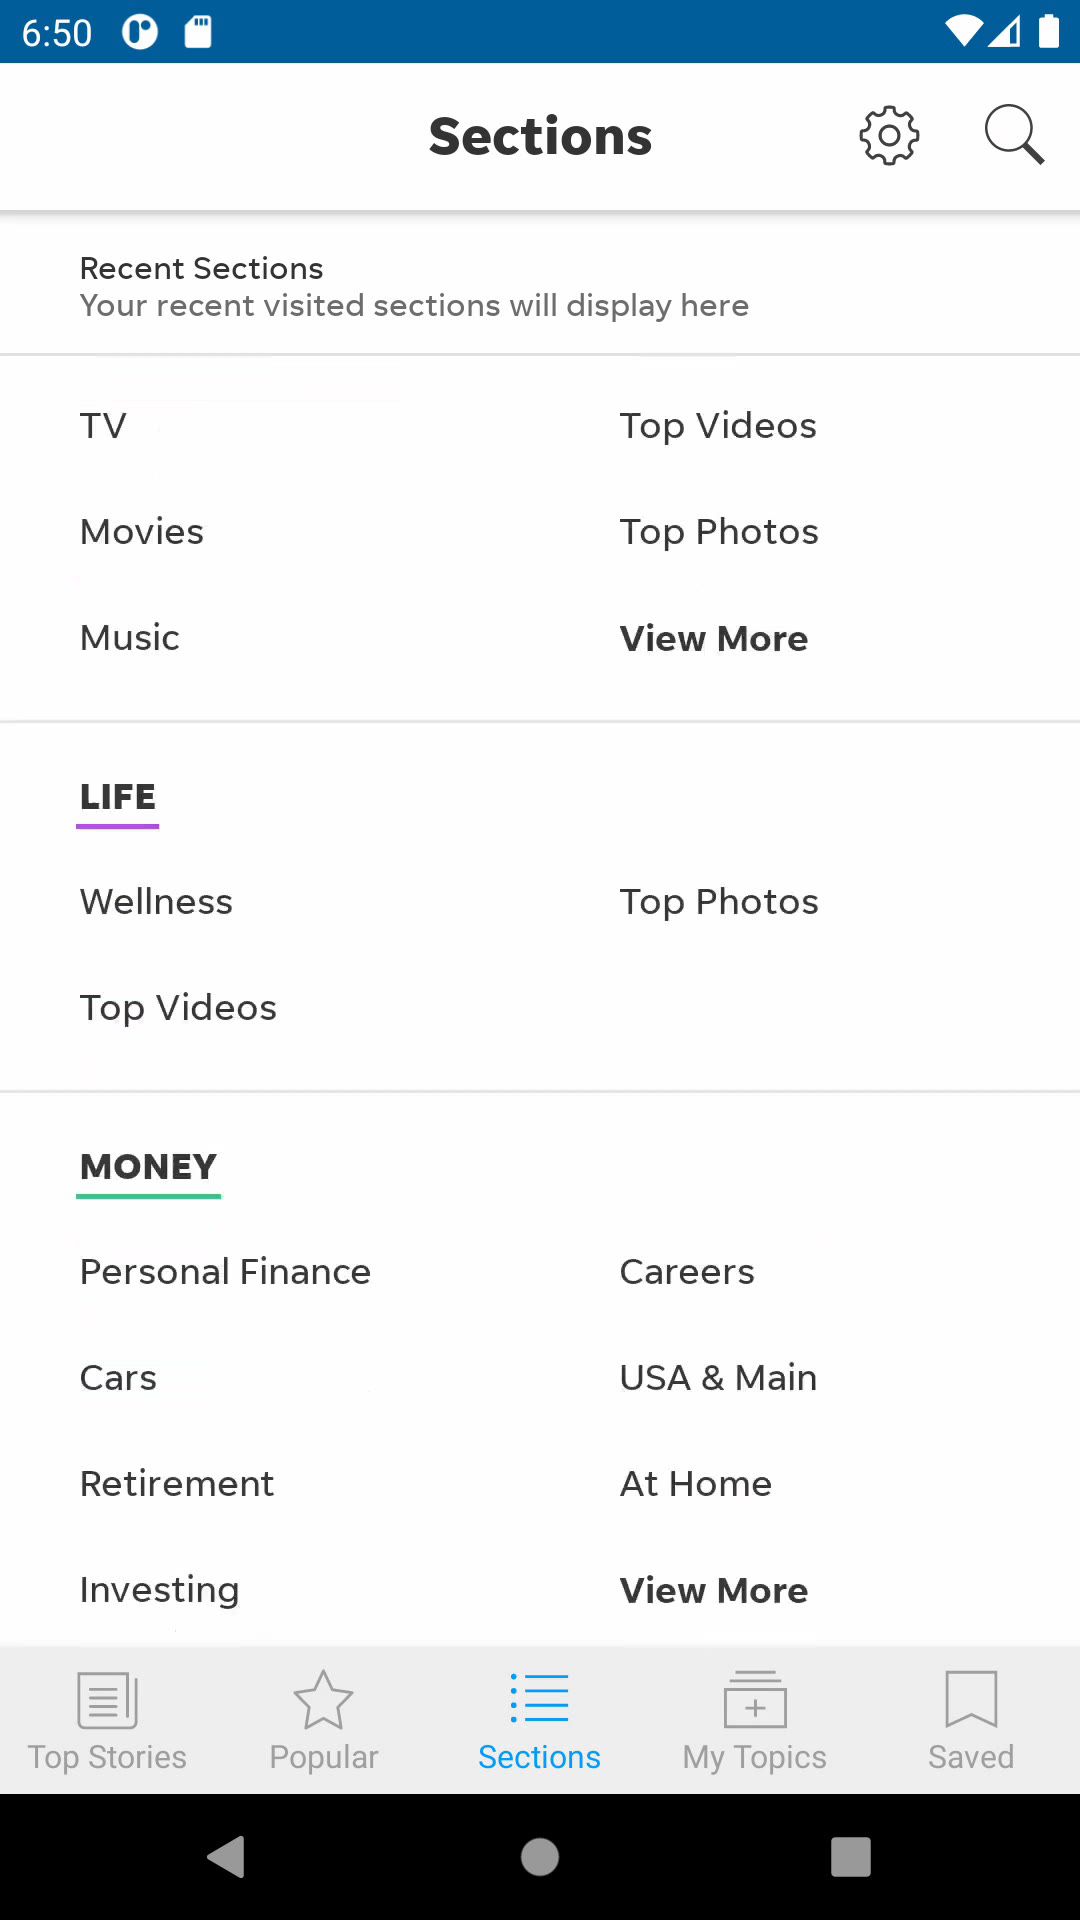 6:50
Sections
Recent Sections
Your recent visited sections will display here
TV
Top Videos
Movies
Top Photos
Music
View More
LIFE
Wellness
Top Photos
Top Videos
MONEY
Personal Finance
Careers
Cars
USA & Main
Retirement
At Home
Investing
View More
Top Stories
Popular
Sections
My Topics
Saved